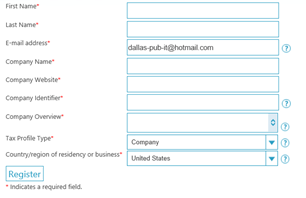 First Name*
Last Name*
E-mail address* dallas-pub-it@hotmail.com ?
Company Name*
Company Website*
Company Identifier* ?
Company Overview* ?
Tax Profile Type* Company ?
Country/region of residency or business* United States ?
Register
* Indicates a required field.